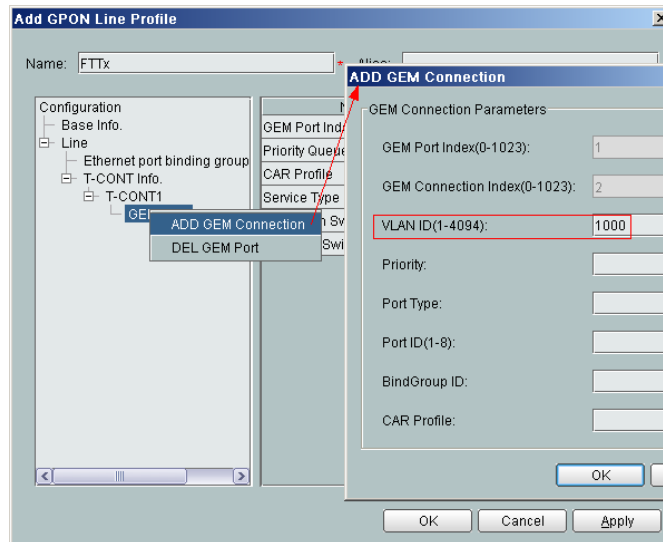 Add GPON Line Profile
Name: FTTx *
ADD GEM Connection
Configuration
Base Info.
Line
Ethernet port binding group
T-CONT Info.
T-CONT1
ADD GEM Connection
DEL GEM Port
GEM Port Ind
Priority Queue
CAR Profile
Service Type
Swi
GEM Connection Parameters
GEM Port Index(0-1023): 1
GEM Connection Index(0-1023): 2
VLAN ID(1-4094): 1000
Priority:
Port Type:
Port ID(1-8):
BindGroup ID:
CAR Profile:
OK
OK Cancel Apply